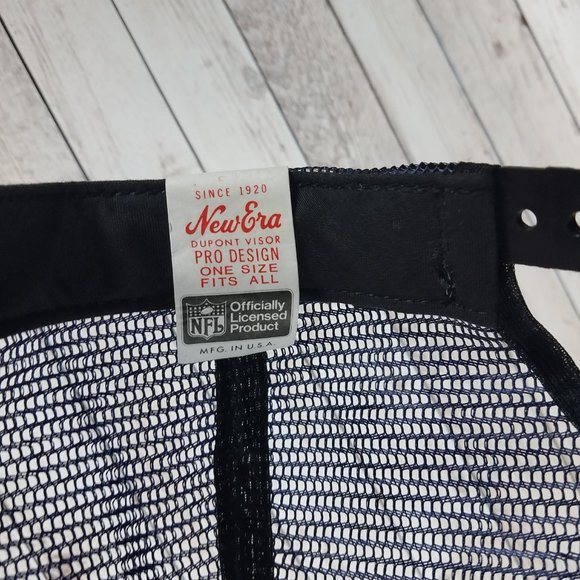 SINCE 1920
New Era
DUPONT VISOR
PRO DESIGN
ONE SIZE
FITS ALL
NFL
Officially
Licensed
Product
MFG. IN U.S.A.